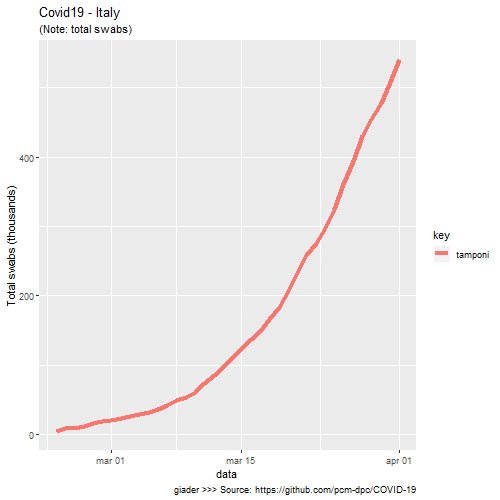 Covid19 - Italy
(Note: total swabs)
Total swabs (thousands)
400
200
0
mar 01
mar 15
apr 01
data
key
tamponi
giader >>> Source: https://github.com/pcm-dpc/COVID-19